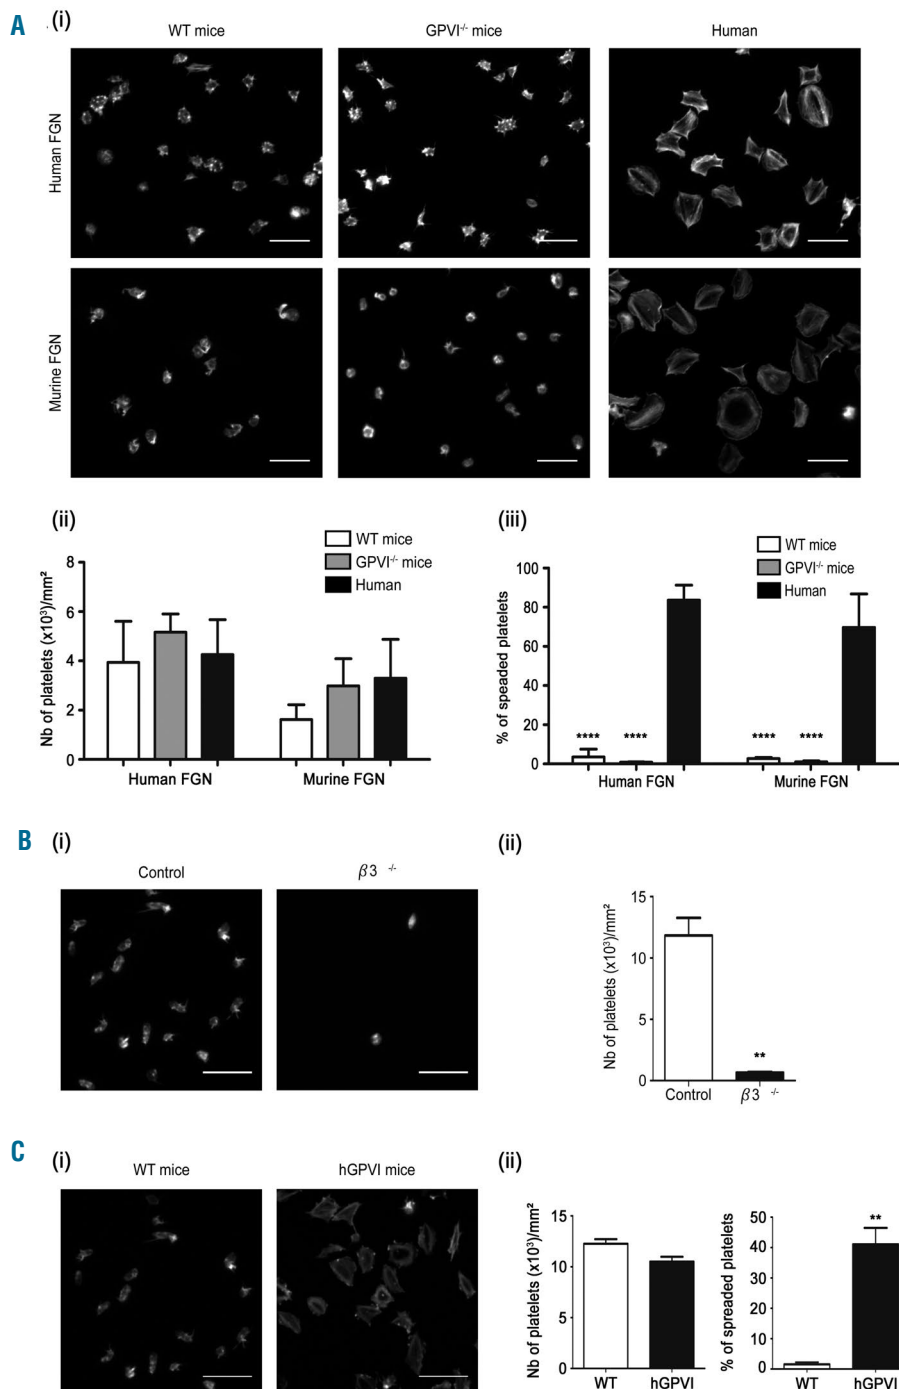 A
(i)
WT mice
GPVI-/- mice
Human
Human FGN
Murine FGN
(ii)
WT mice
GPVI-/- mice
Human
Nb of platelets (x10³)/mm²
8
6
4
2
0
Human FGN
Murine FGN
(iii)
WT mice
GPVI-/- mice
Human
% of speaded platelets
100
80
60
40
20
0
****
****
****
****
Human FGN
Murine FGN
B
(i)
Control
β3 -/-
(ii)
Nb of platelets (x10³)/mm²
15
10
5
0
**
Control
β3 -/-
C
(i)
WT mice
hGPVI mice
(ii)
Nb of platelets (x10³)/mm²
15
10
5
0
WT
hGPVI
% of spreaded platelets
50
40
30
20
10
0
**
WT
hGPVI